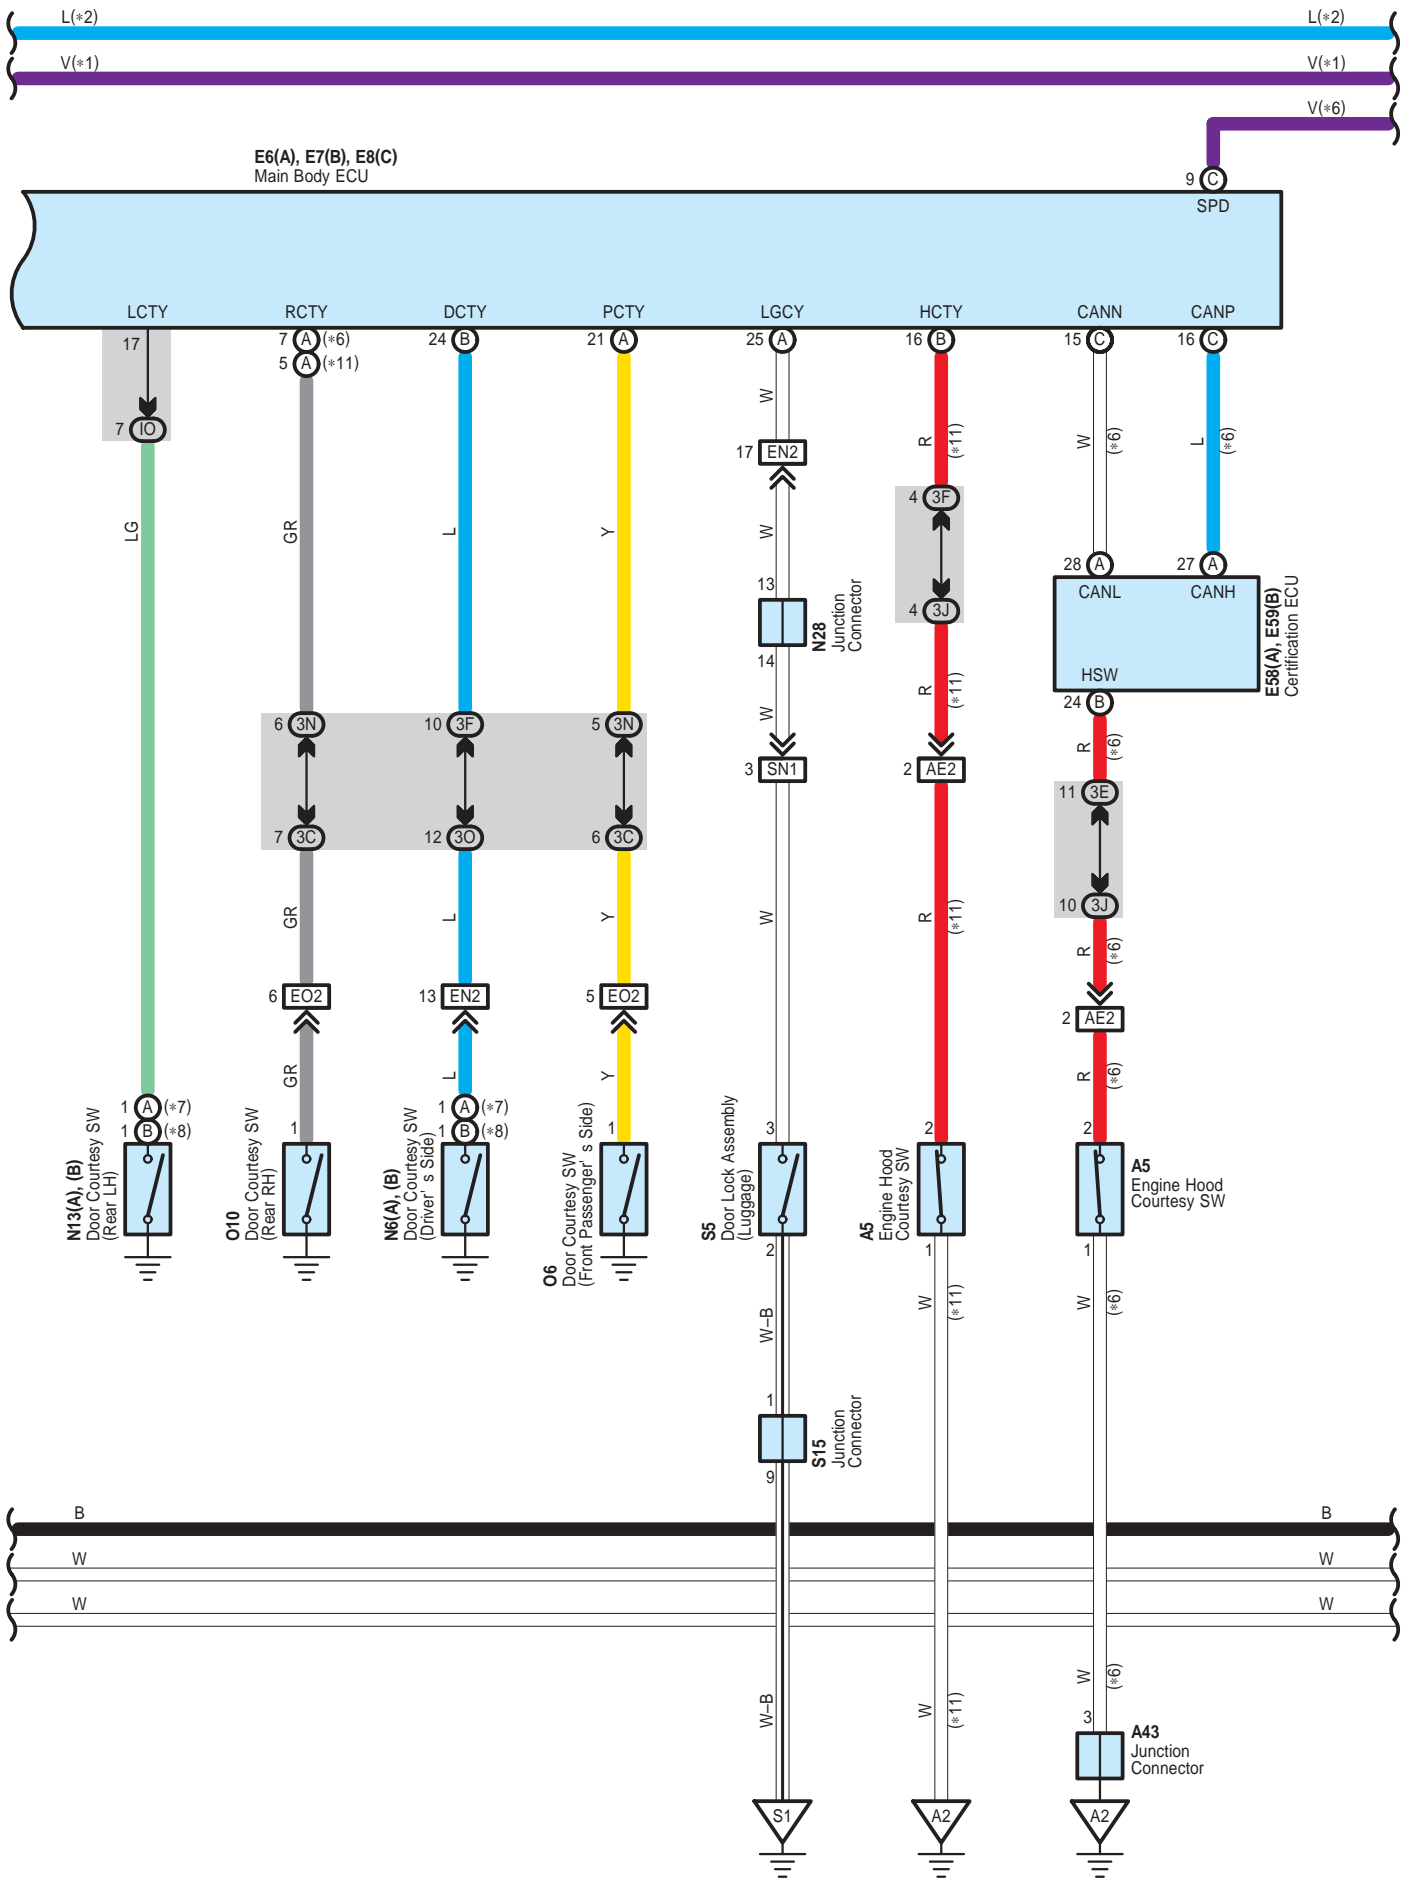 L(*2) L(*2)
V(*1) V(*1)
V(*6)
E6(A), E7(B), E8(C)
Main Body ECU
9 C
SPD
LCTY RCTY DCTY PCTY LGCY HCTY CANN CANP
17 7 A (*6) 24 B 21 A 25 A 16 B 15 C 16 C
5 A (*11)
W
7 IO
R (*11) W (*6) L (*6)
17 EN2
4 3F
LG GR L Y W
28 A 27 A
13
CANL CANH
4 3J
N28
Junction
Connector
E58(A), E59(B)
Certification ECU
14
HSW
R (*11)
24 B
W
6 3N 10 3F 5 3N
R (*6)
3 SN1 2 AE2
11 3E
7 3C 12 3O 6 3C
10 3J
GR L Y W R (*11)
R (*6)
6 EO2 13 EN2 5 EO2
2 AE2
GR L Y R (*6)
1 A (*7) 1 A (*7)
1 B (*8) 1 1 B (*8) 1 3 2 2
N13(A), (B)
Door Courtesy SW
(Rear LH)
O10
Door Courtesy SW
(Rear RH)
N6(A), (B)
Door Courtesy SW
(Driver' s Side)
O6
Door Courtesy SW
(Front Passenger' s Side)
S5
Door Lock Assembly
(Luggage)
A5
Engine Hood
Courtesy SW
A5
Engine Hood
Courtesy SW
2 1 1
W–B W (*11) W (*6)
1
S15
Junction
Connector
9
B B
W W
W W
W (*6)
W–B W (*11)
3
A43
Junction
Connector
S1 A2 A2